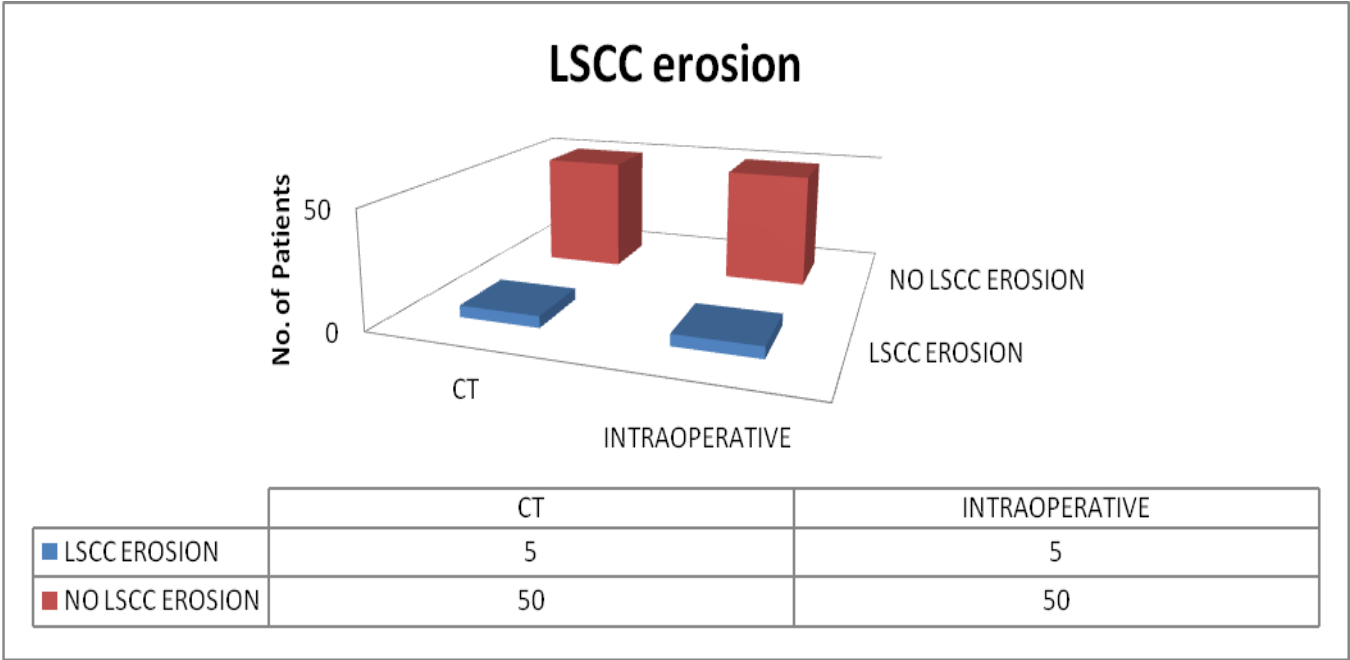 LSCC erosion
No. of Patients
50
0
NO LSCC EROSION
LSCC EROSION
CT
INTRAOPERATIVE
CT INTRAOPERATIVE
LSCC EROSION 5 5
NO LSCC EROSION 50 50